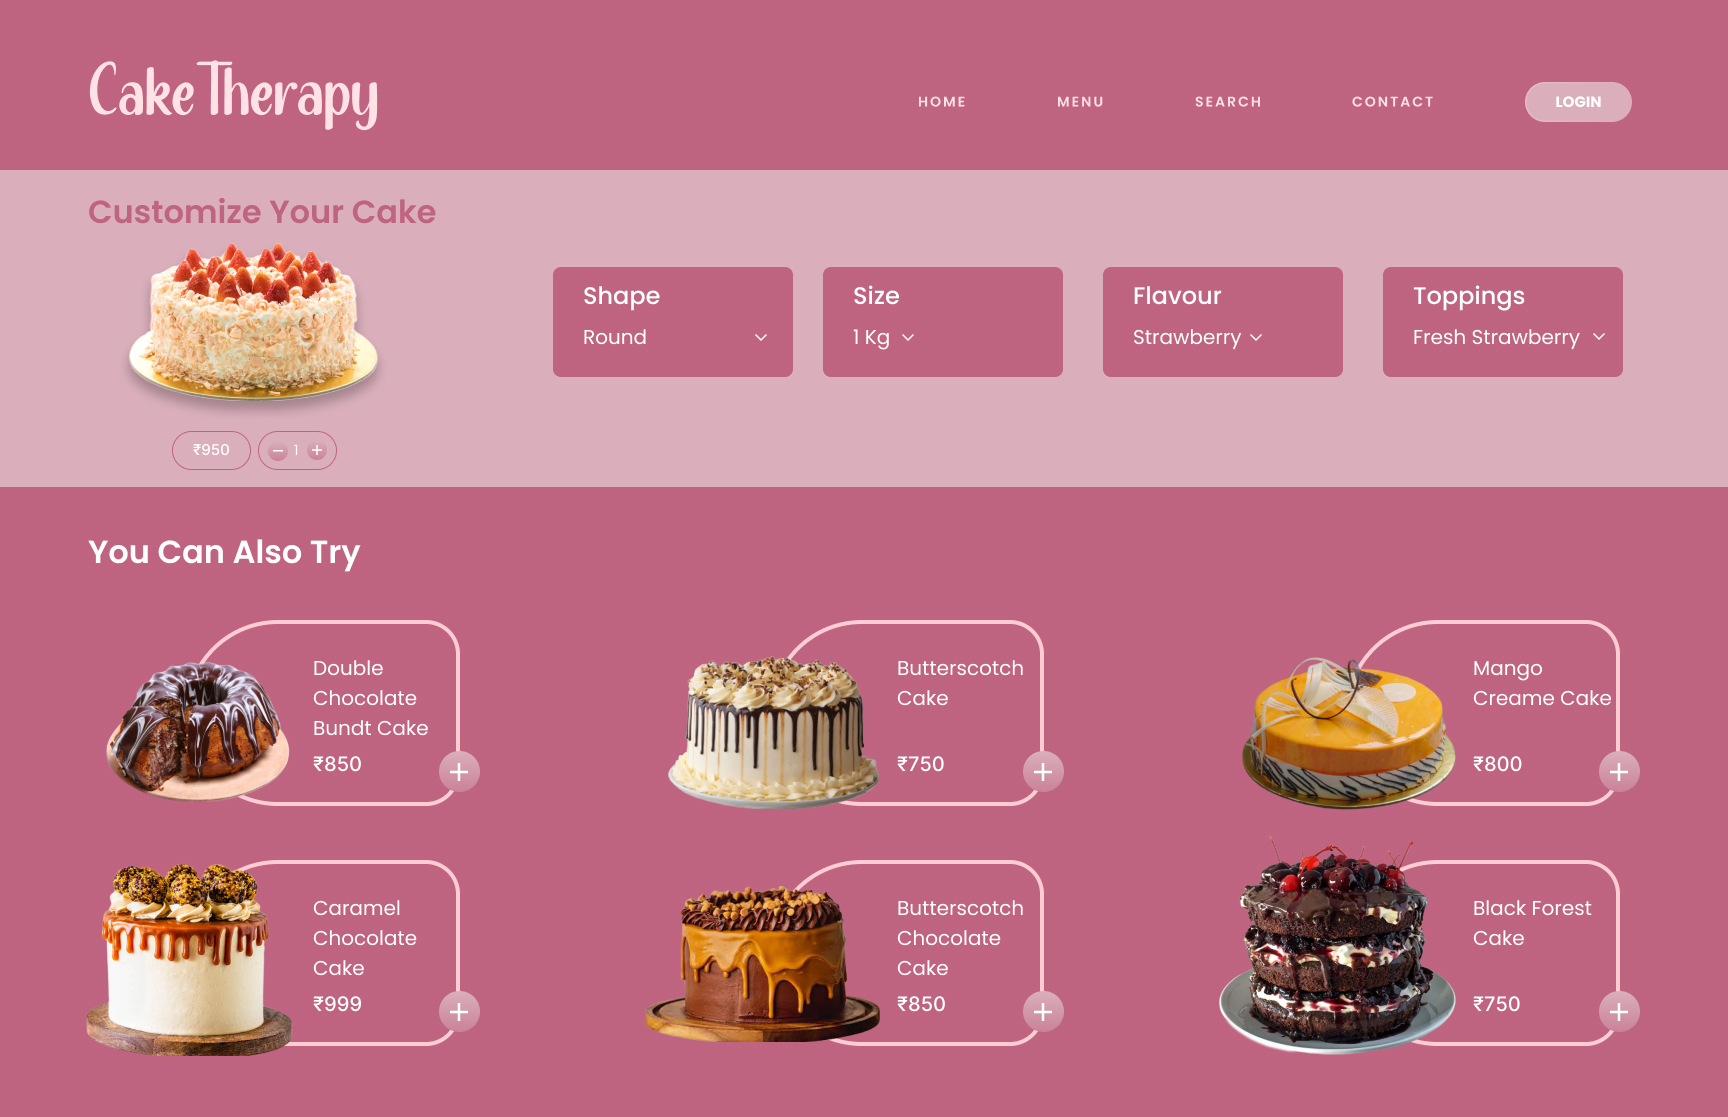 Cake Therapy
HOME MENU SEARCH CONTACT LOGIN
Customize Your Cake
Shape
Round
Size
1 Kg
Flavour
Strawberry
Toppings
Fresh Strawberry
₹950
1
You Can Also Try
Double
Chocolate
Bundt Cake
₹850
Butterscotch
Cake
₹750
Mango
Creame Cake
₹800
Caramel
Chocolate
Cake
₹999
Butterscotch
Chocolate
Cake
₹850
Black Forest
Cake
₹750